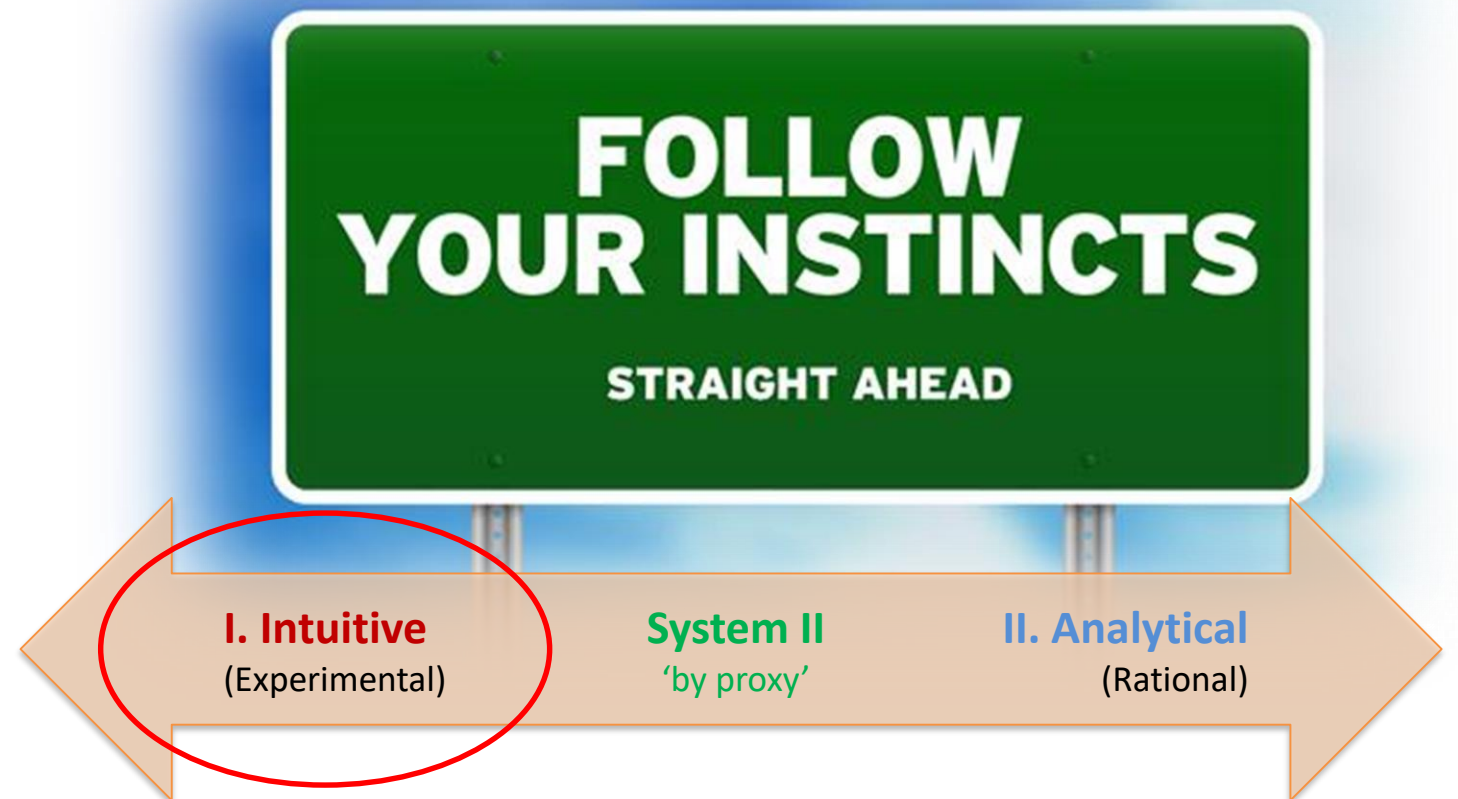 FOLLOW
YOUR INSTINCTS
STRAIGHT AHEAD
I. Intuitive
(Experimental)
System II
‘by proxy’
II. Analytical
(Rational)